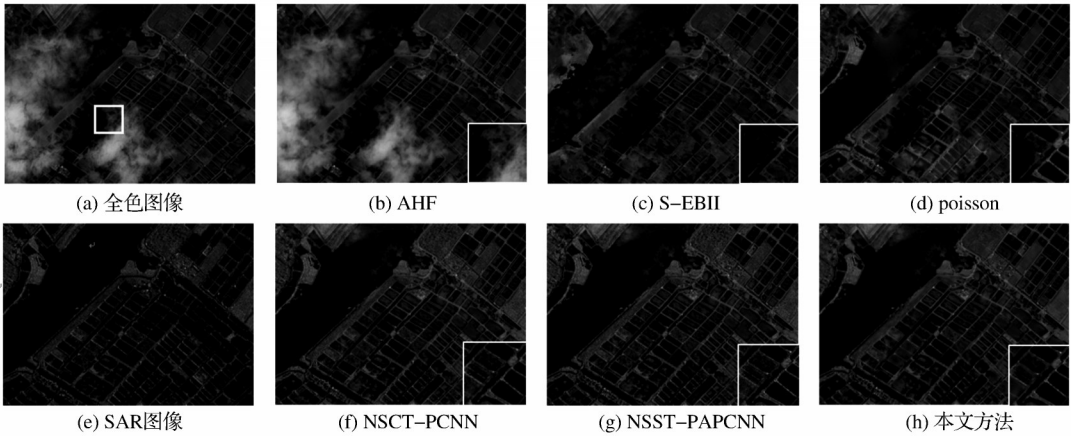 (a) 全色图像
(b) AHF
(c) S-EBII
(d) poisson
(e) SAR图像
(f) NSCT-PCNN
(g) NSST-PAPCNN
(h) 本文方法